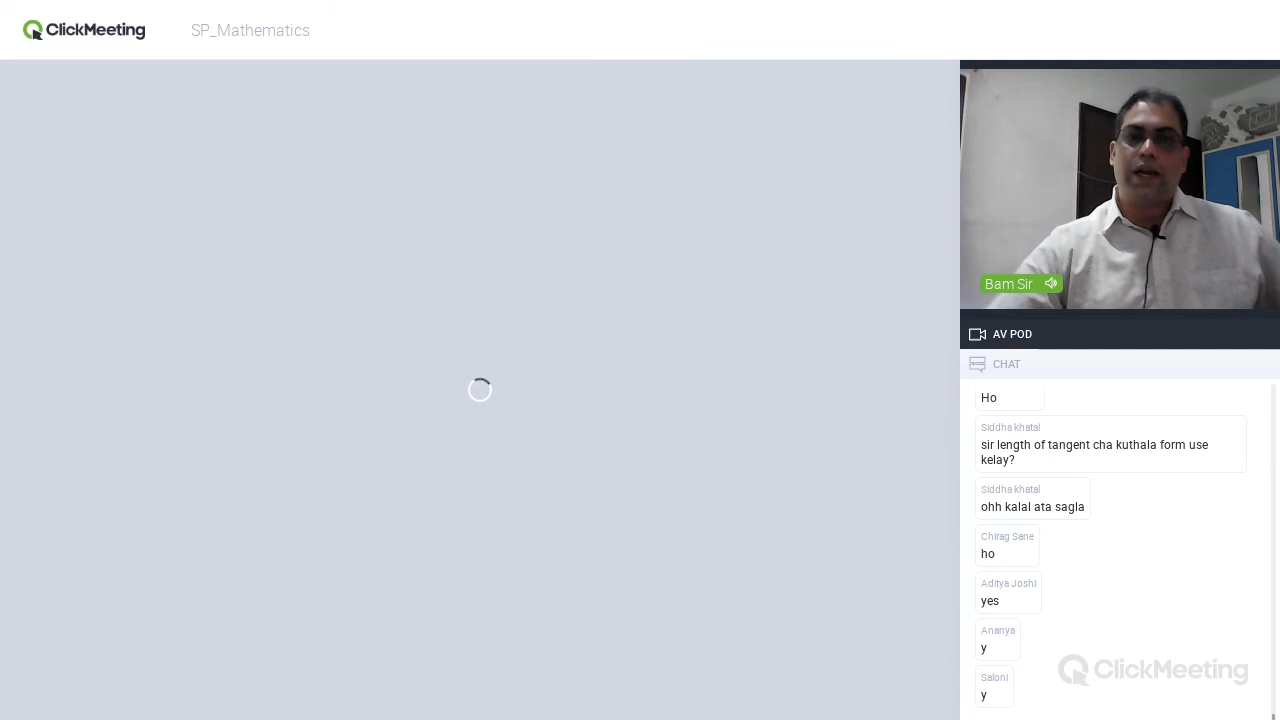 ClickMeeting
SP_Mathematics
Bam Sir
AV POD
CHAT
Ho
Siddha khatal
sir length of tangent cha kuthala form use
kelay?
Siddha khatal
ohh kalal ata sagla
Chirag Sane
ho
Aditya Joshi
yes
Ananya
y
Saloni
y
ClickMeeting